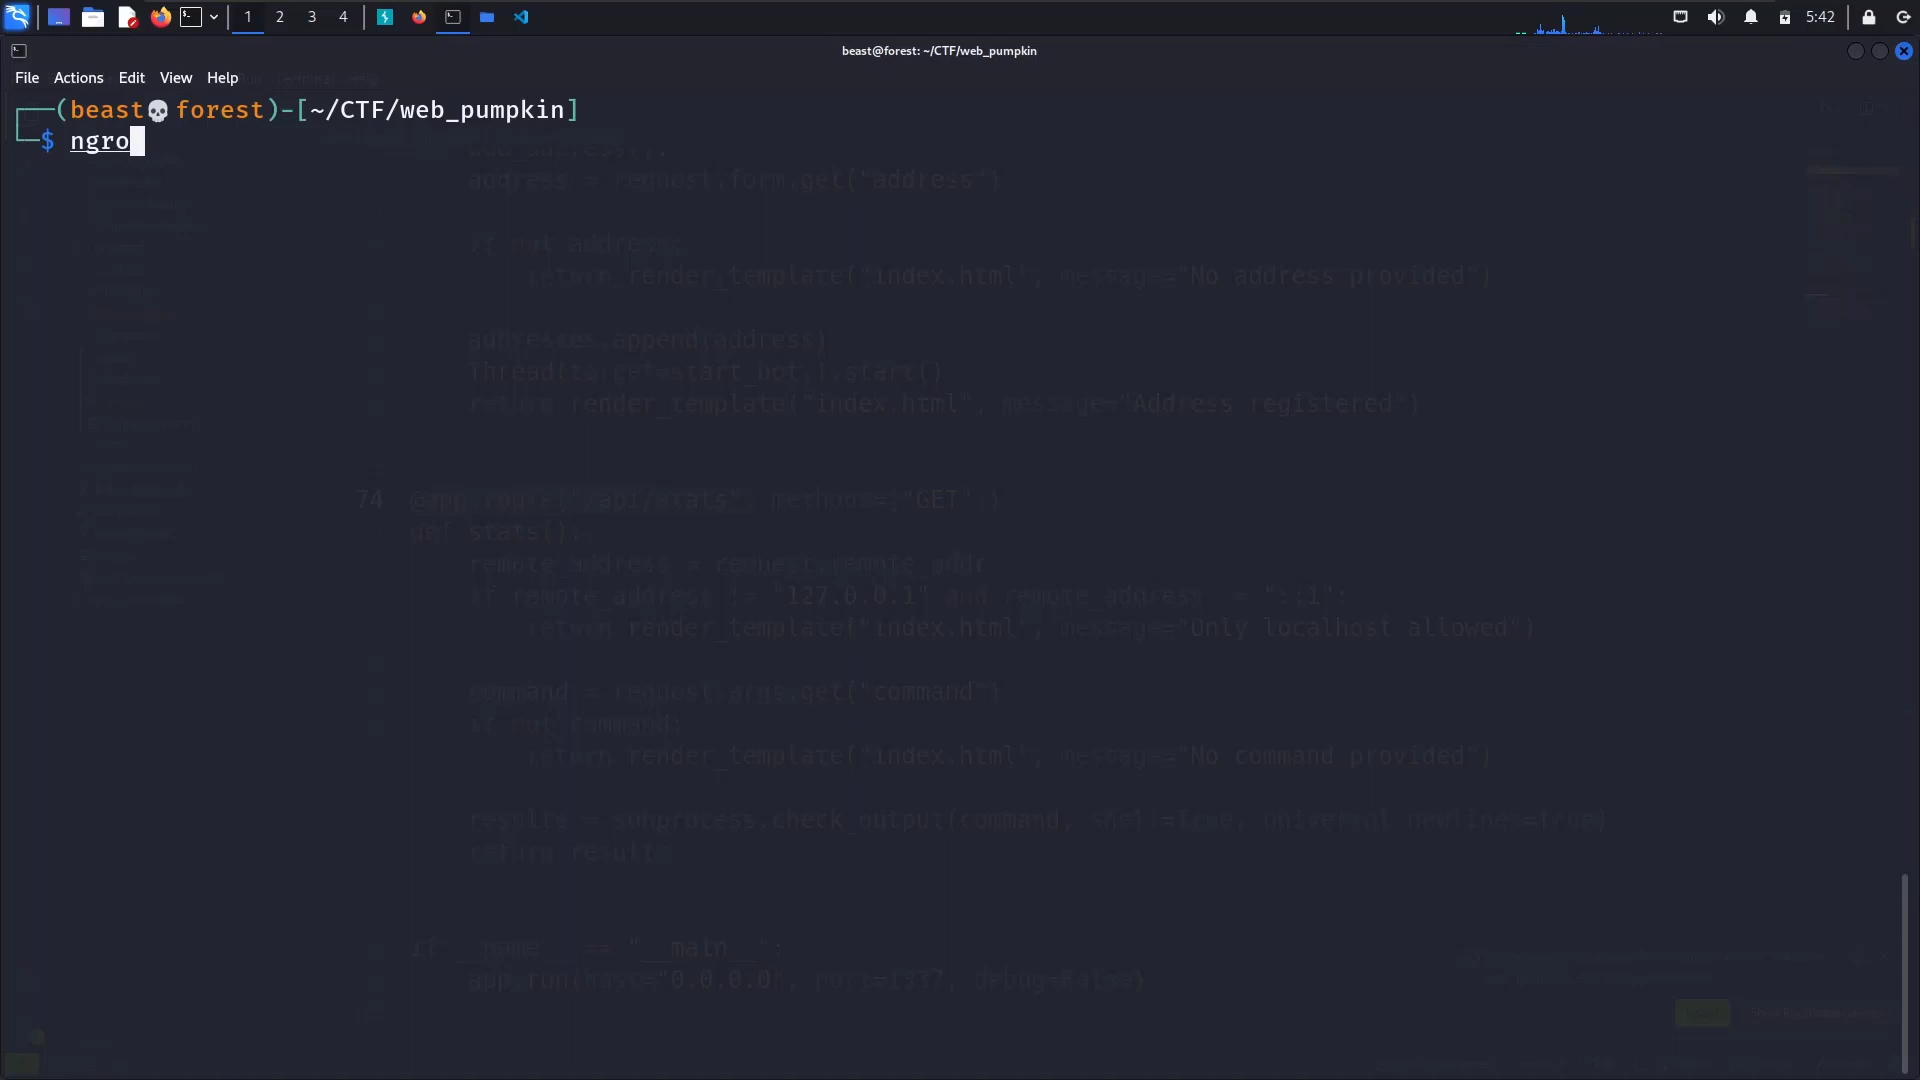 1 2 3 4 5:42
beast@forest: ~/CTF/web_pumpkin
File Actions Edit View Help
┌──(beast💀forest)-[~/CTF/web_pumpkin]
└─$ ngro
add_address():
address = request.form.get("address")
if not address:
return render_template("index.html", message="No address provided")
addresses.append(address)
Thread(target=start_bot,).start()
return render_template("index.html", message="Address registered")
74 @app.route("/api/stats", methods=["GET"])
def stats():
remote_address = request.remote_addr
if remote_address != "127.0.0.1" and remote_address != "::1":
return render_template("index.html", message="Only localhost allowed")
command = request.args.get("command")
if not command:
return render_template("index.html", message="No command provided")
results = subprocess.check_output(command, shell=True, universal_newlines=True)
return results
if __name__ == "__main__":
app.run(host="0.0.0.0", port=1337, debug=False)